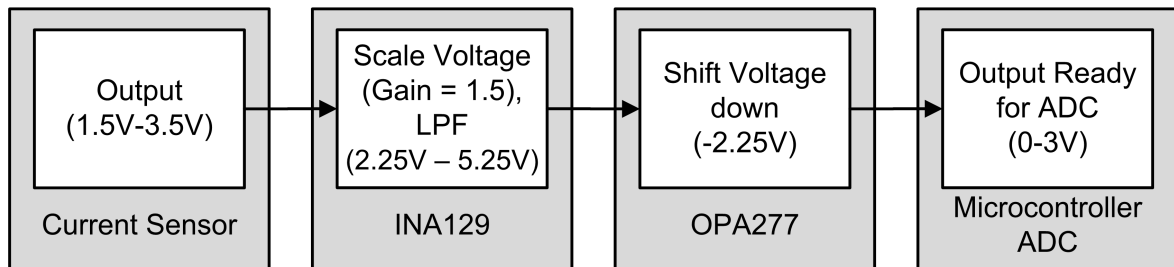 Output
(1.5V-3.5V)
Current Sensor
Scale Voltage
(Gain = 1.5),
LPF
(2.25V – 5.25V)
INA129
Shift Voltage
down
(-2.25V)
OPA277
Output Ready
for ADC
(0-3V)
Microcontroller
ADC